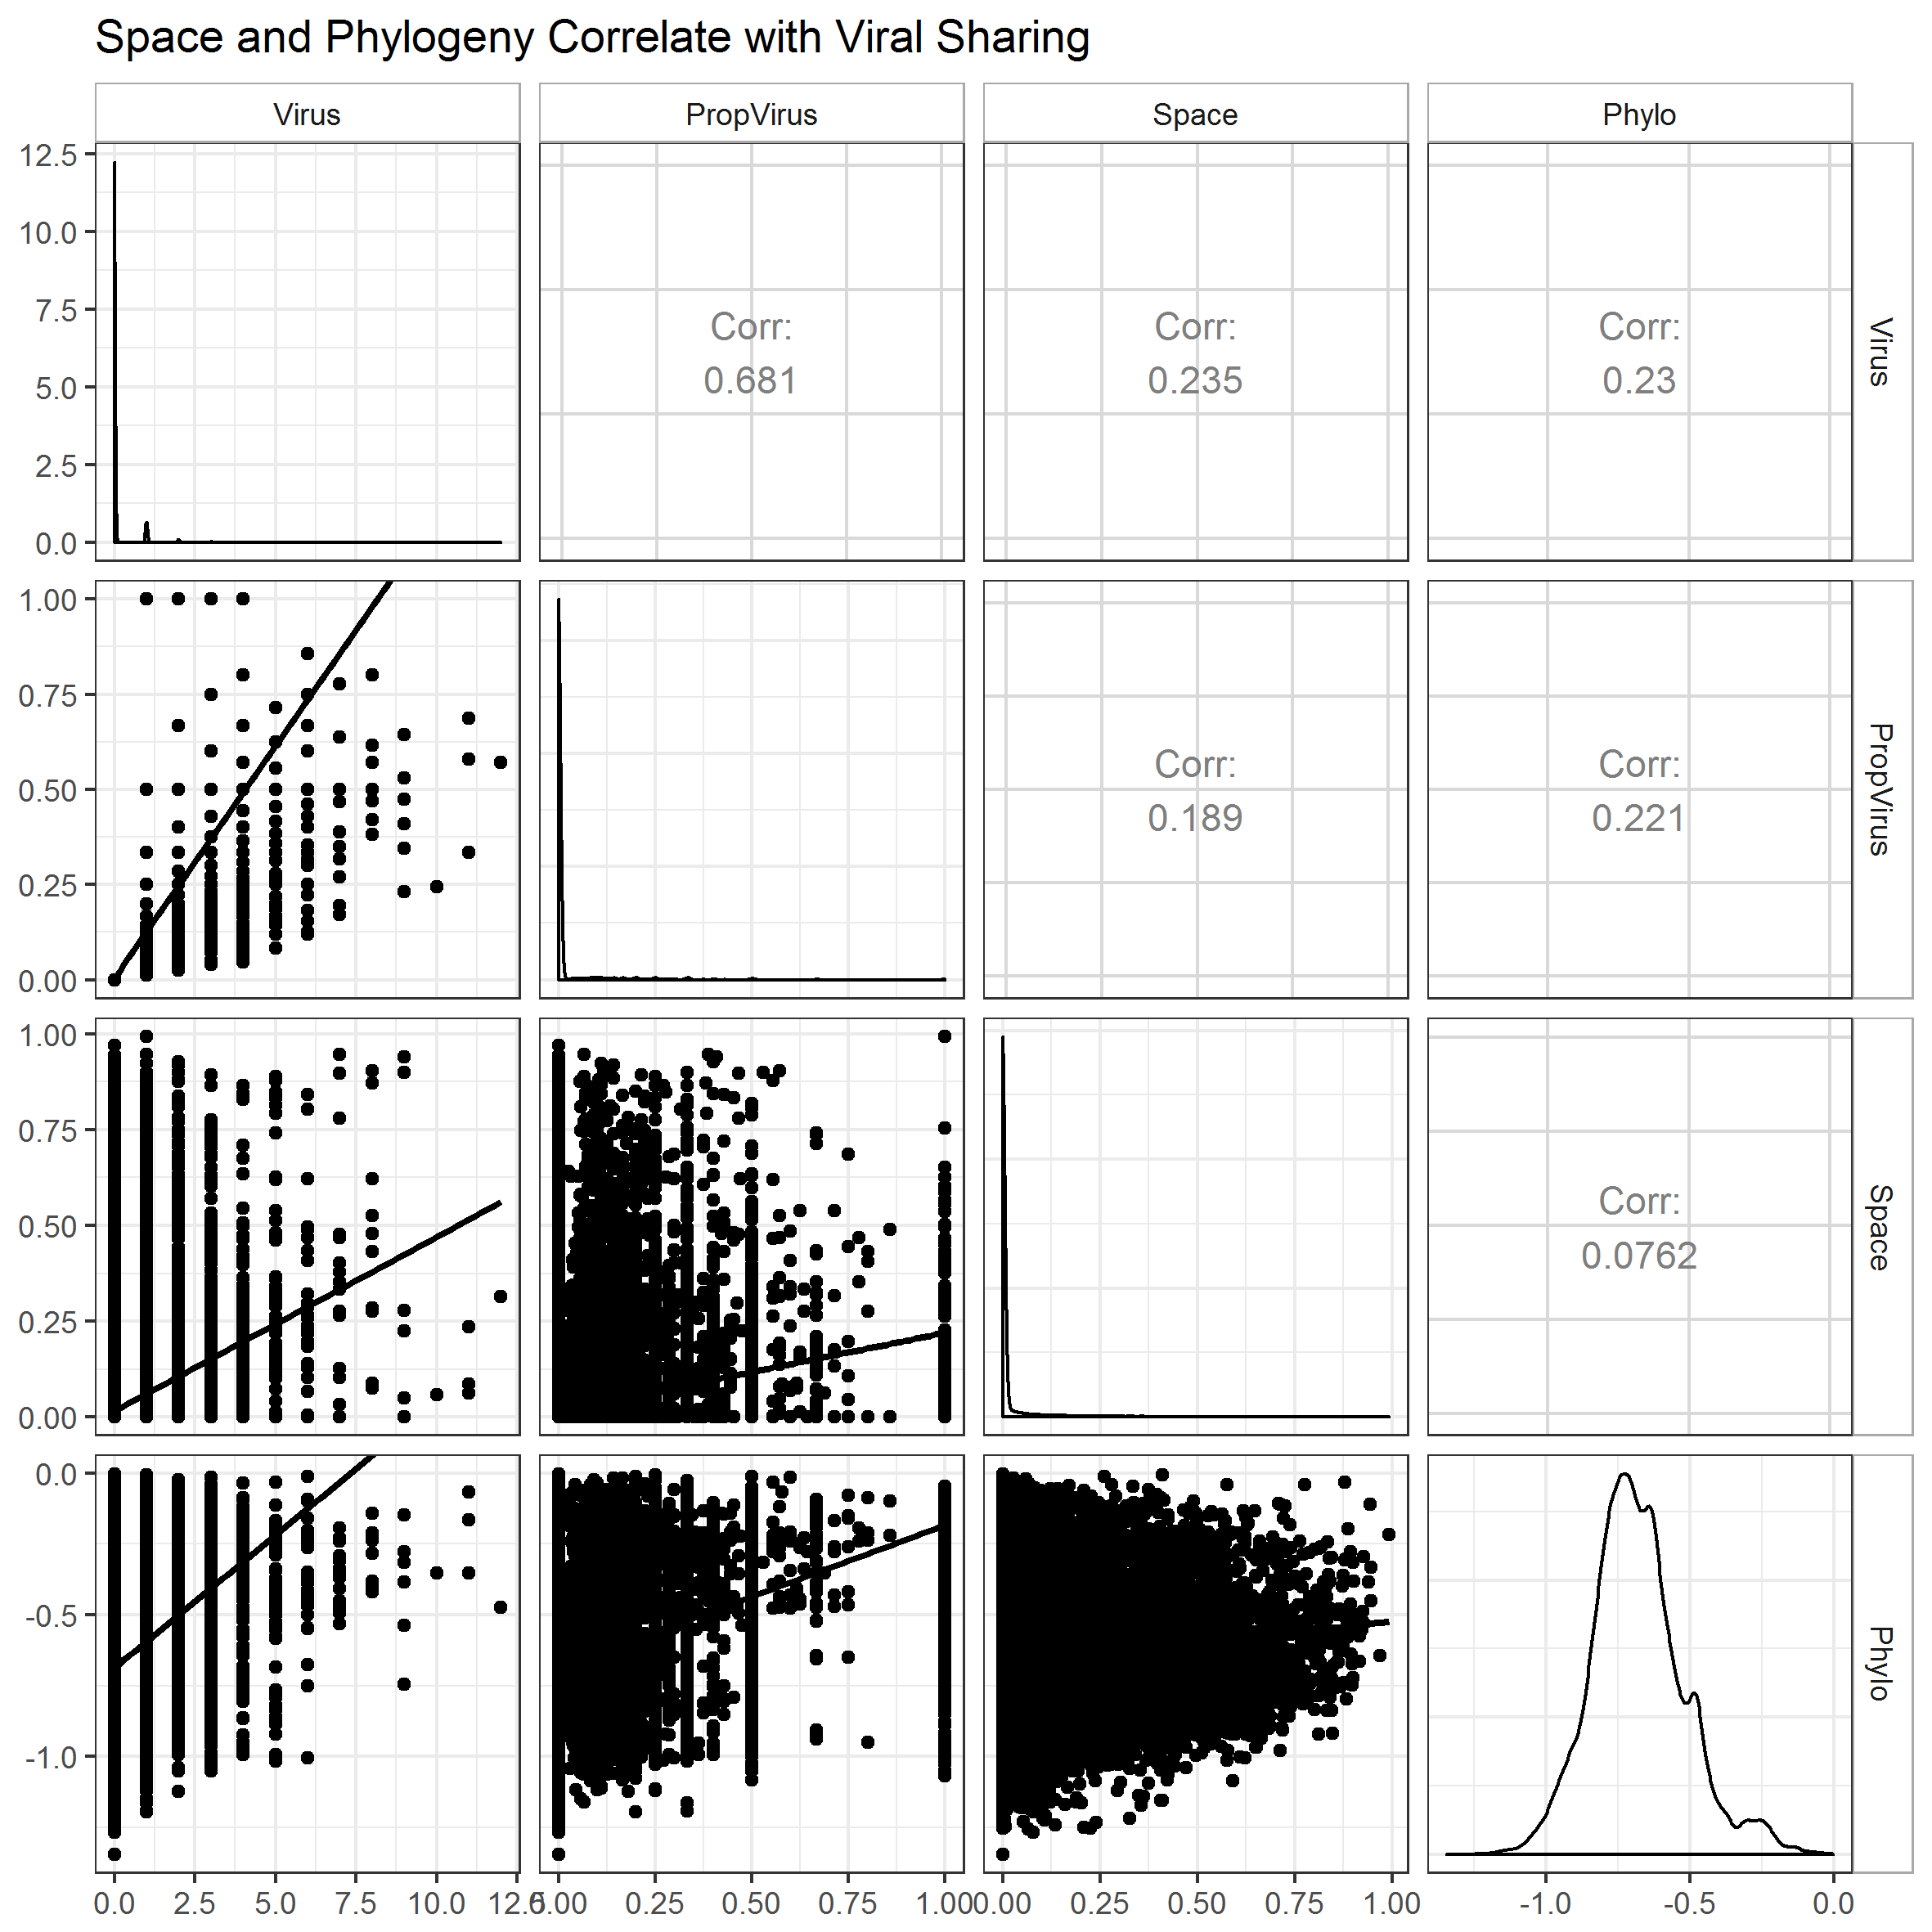 Space and Phylogeny Correlate with Viral Sharing
Virus PropVirus Space Phylo
12.5
10.0
7.5
5.0
2.5
0.0
Corr:
0.681
Corr:
0.235
Corr:
0.23
Virus
1.00
0.75
0.50
0.25
0.00
Corr:
0.189
Corr:
0.221
PropVirus
1.00
0.75
0.50
0.25
0.00
Corr:
0.0762
Space
0.0
-0.5
-1.0
Phylo
0.0 2.5 5.0 7.5 10.0 12.5
0.00 0.25 0.50 0.75 1.00
0.00 0.25 0.50 0.75 1.00
-1.0 -0.5 0.0